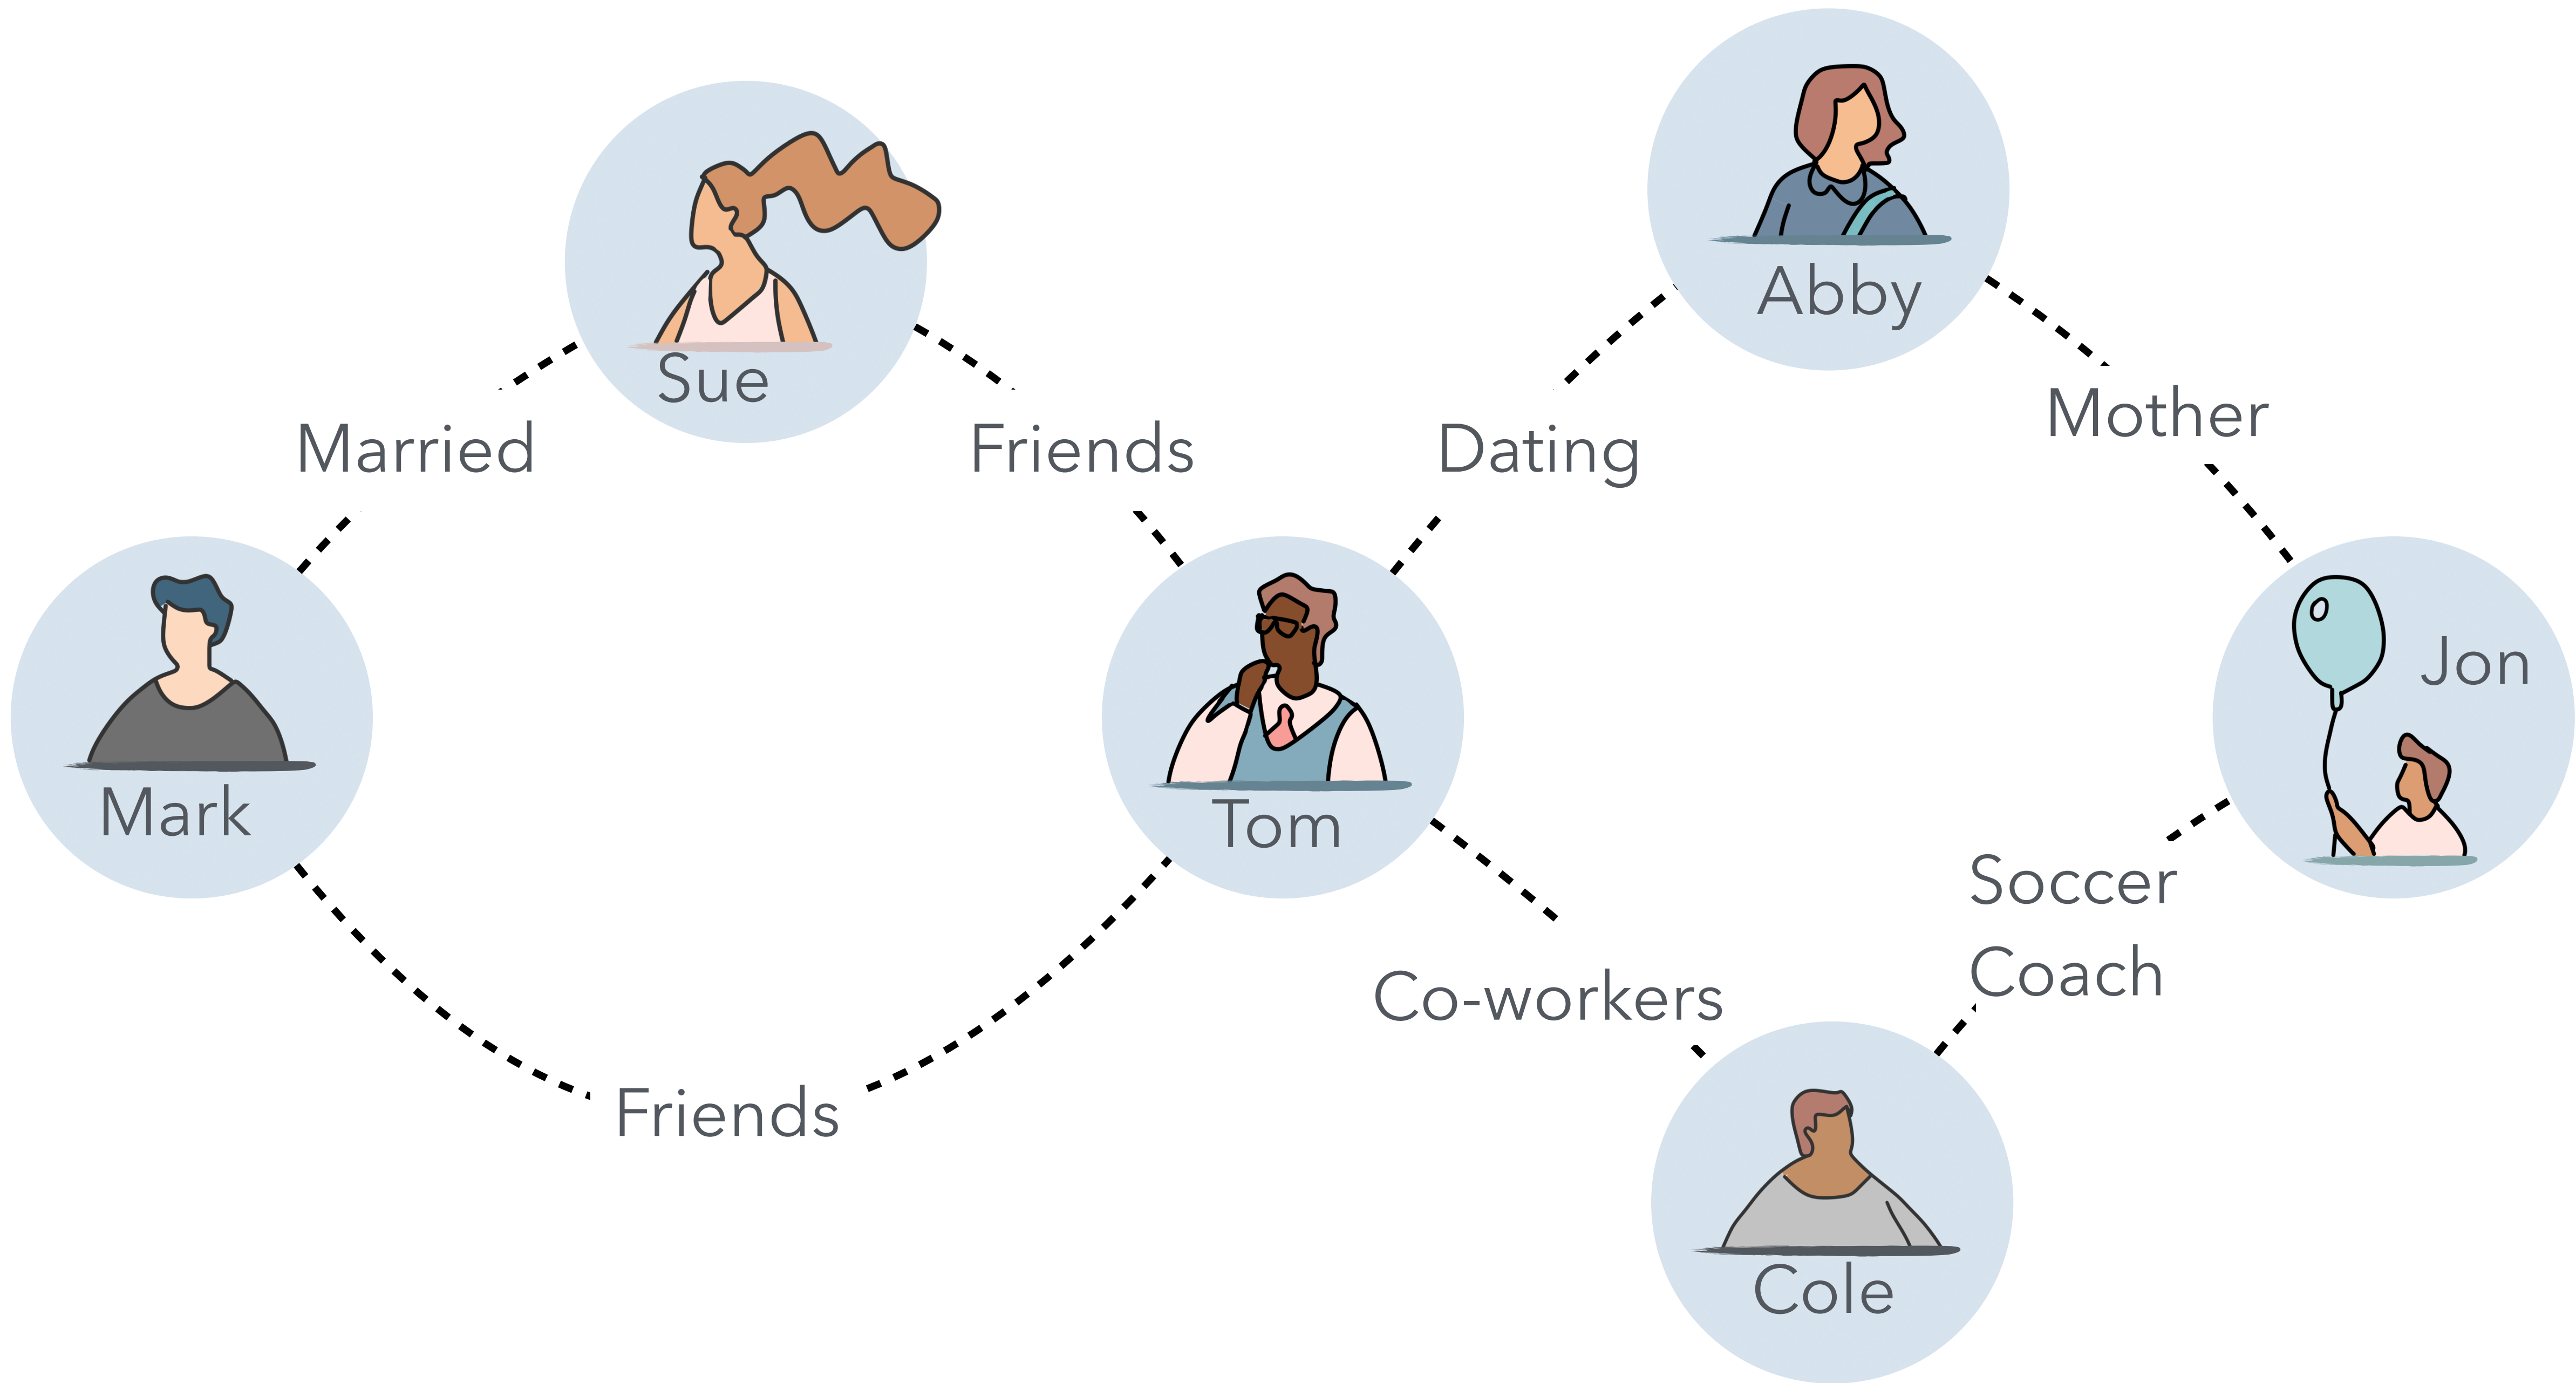 Abby
Sue
Mother
Married
Friends
Dating
Jon
Mark
Tom
Soccer
Coach
Co-workers
Friends
Cole